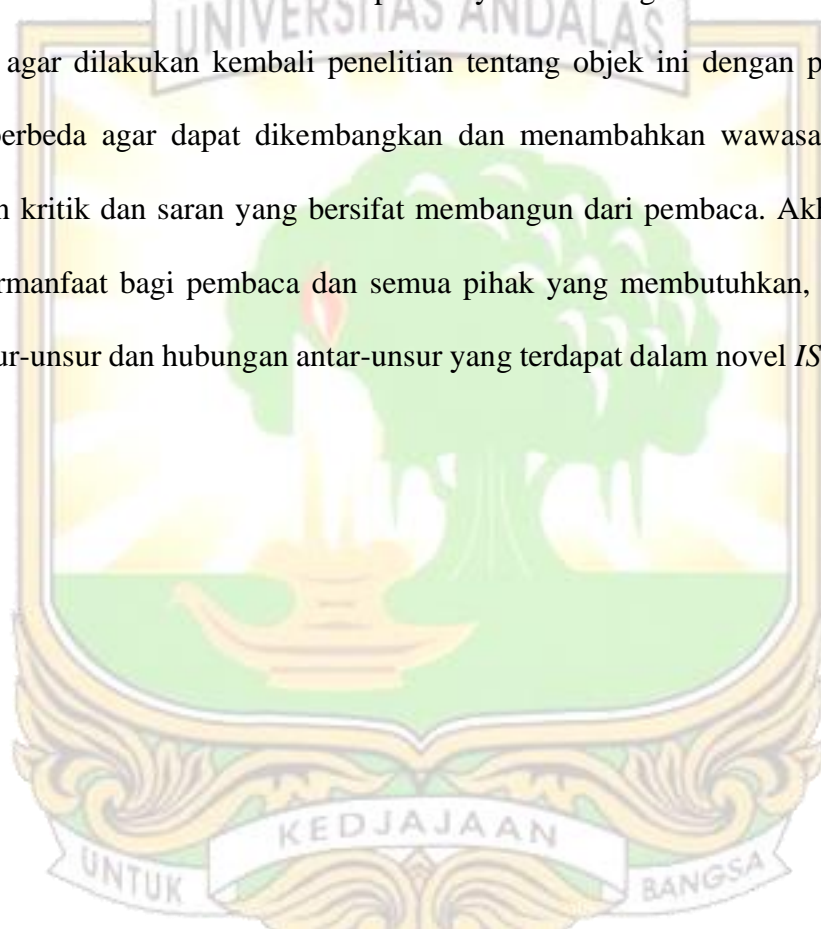 UNIVERSITAS ANDALAS
agar dilakukan kembali penelitian tentang objek ini dengan p
erbeda agar dapat dikembangkan dan menambahkan wawasa
n kritik dan saran yang bersifat membangun dari pembaca. Ak
rmanfaat bagi pembaca dan semua pihak yang membutuhkan,
ur-unsur dan hubungan antar-unsur yang terdapat dalam novel IS
KEDJAJAAN
UNTUK BANGSA